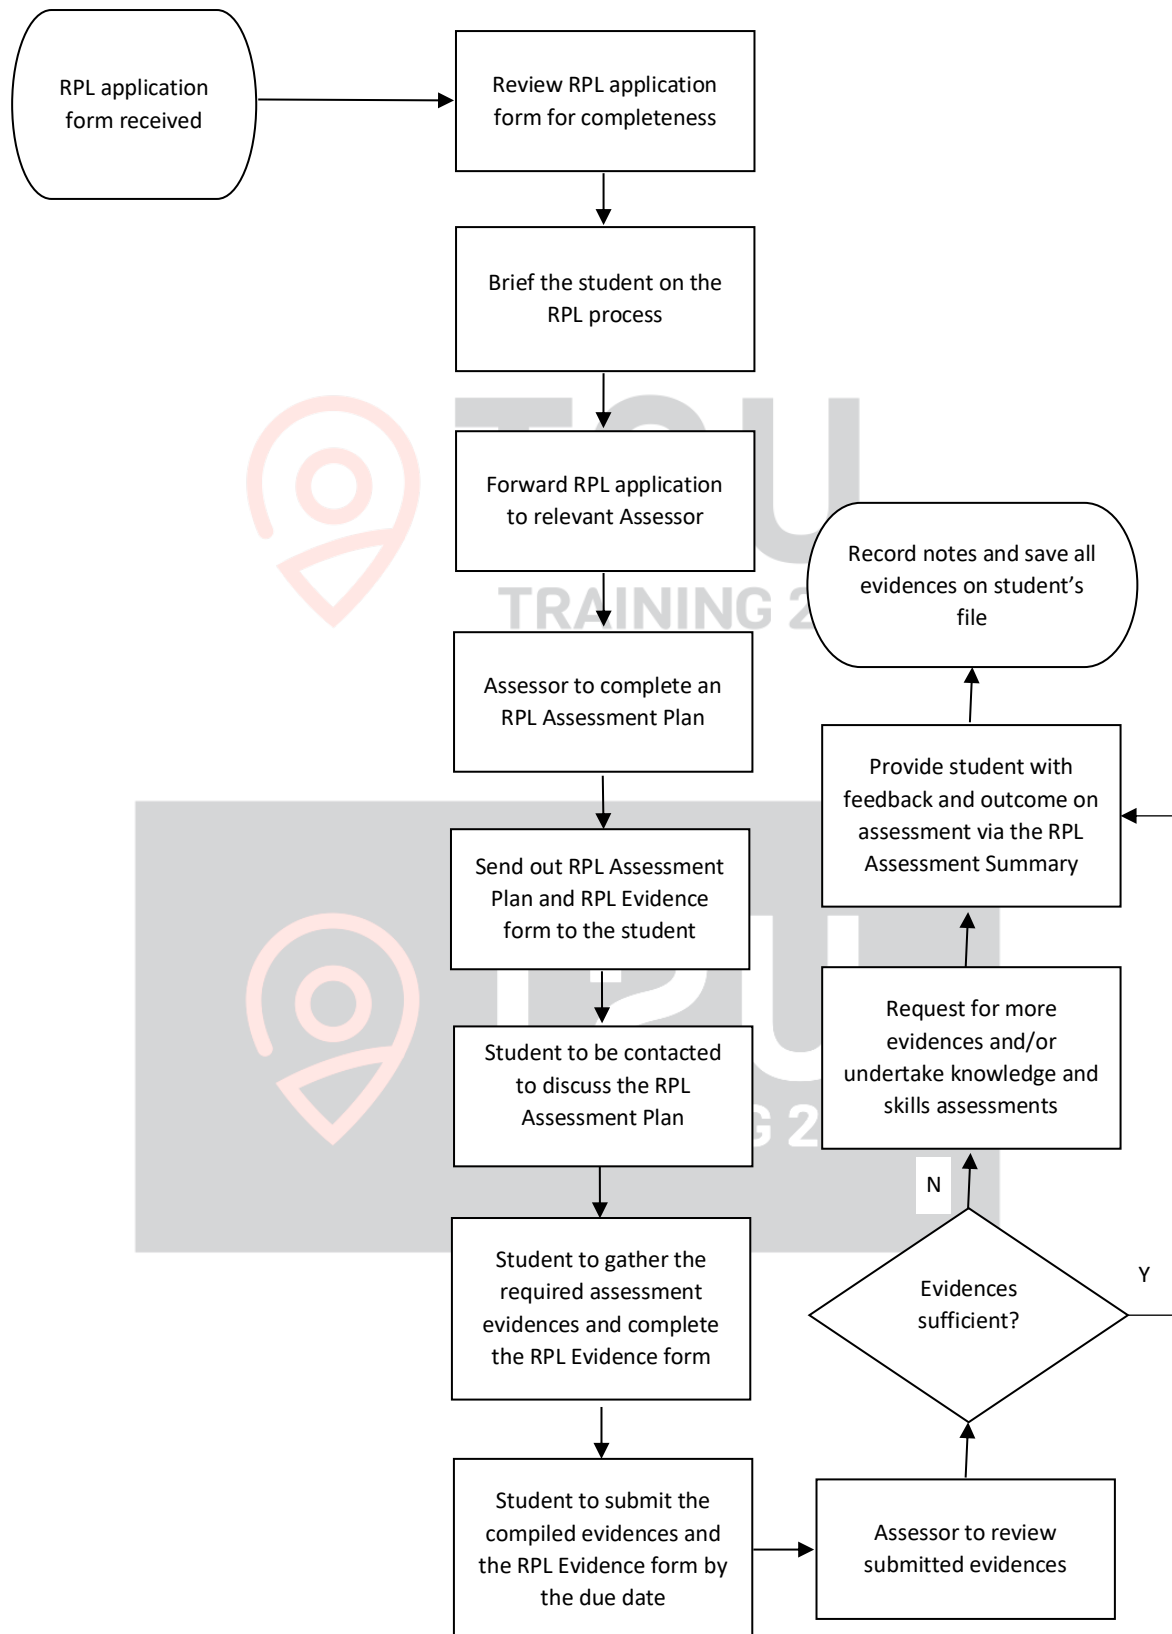 RPL application
form received
Review RPL application
form for completeness
Brief the student on the
RPL process
Forward RPL application
to relevant Assessor
TRAINING 2
Assessor to complete an
RPL Assessment Plan
Send out RPL Assessment
Plan and RPL Evidence
form to the student
Student to be contacted
to discuss the RPL
Assessment Plan
G 2
Student to gather the
required assessment
evidences and complete
the RPL Evidence form
Student to submit the
compiled evidences and
the RPL Evidence form by
the due date
Assessor to review
submitted evidences
Evidences
sufficient?
N
Y
Request for more
evidences and/or
undertake knowledge and
skills assessments
Provide student with
feedback and outcome on
assessment via the RPL
Assessment Summary
Record notes and save all
evidences on student’s
file